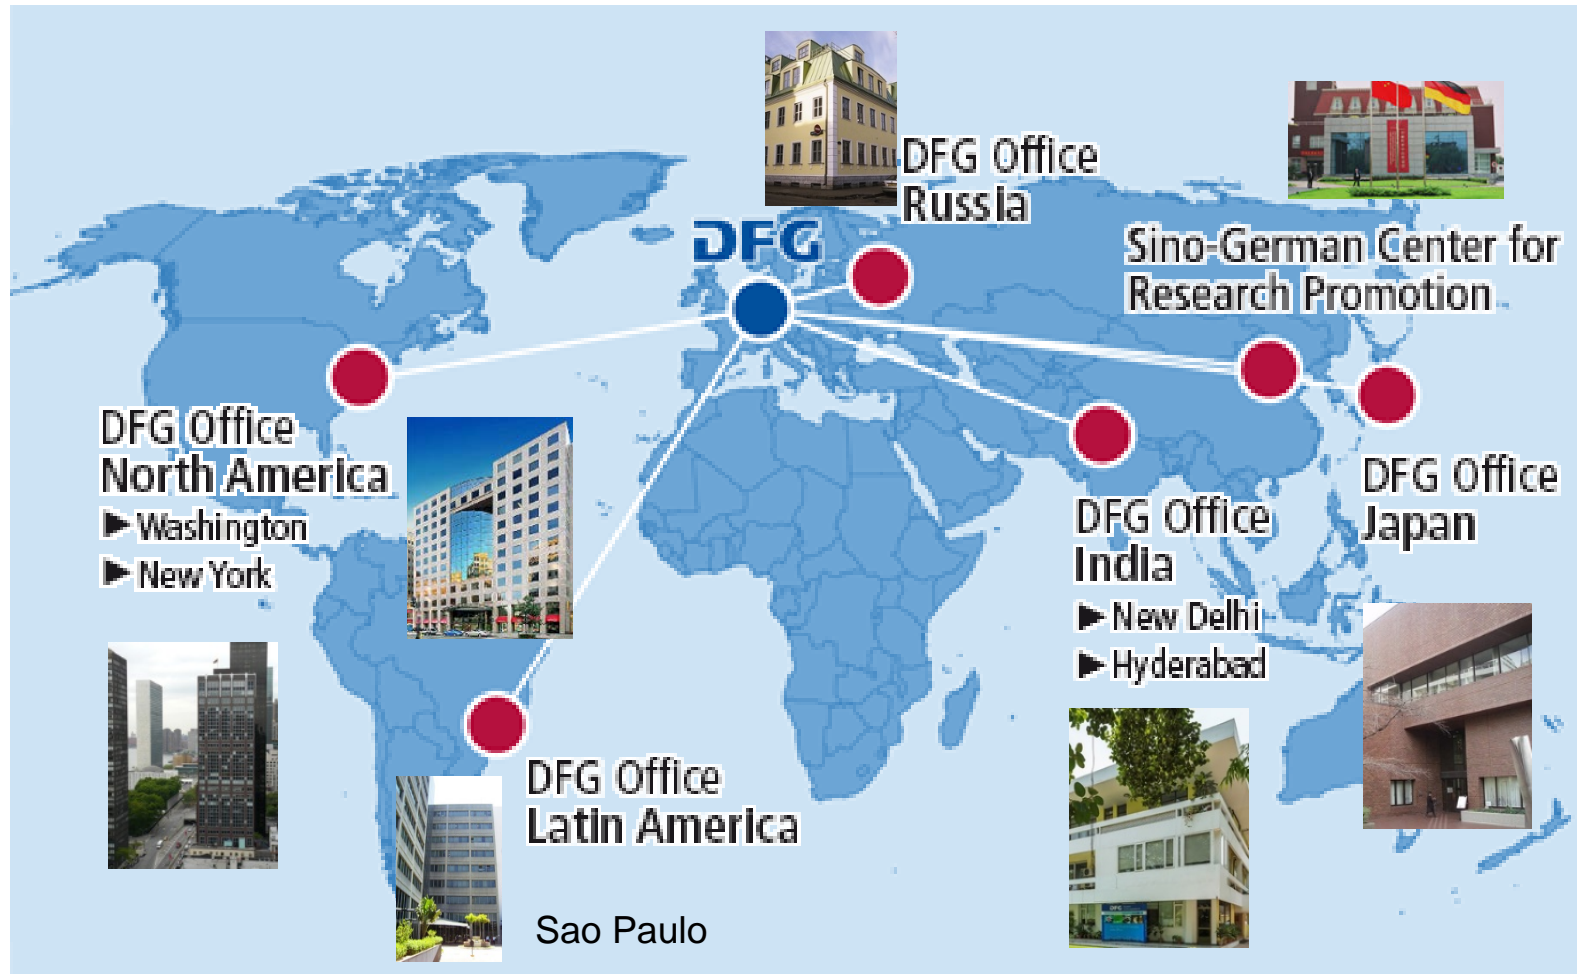 DFG Office
Russia
DFG
Sino-German Center for
Research Promotion
DFG Office
North America
► Washington
► New York
DFG Office
Japan
DFG Office
India
► New Delhi
► Hyderabad
DFG Office
Latin America
Sao Paulo
DFG